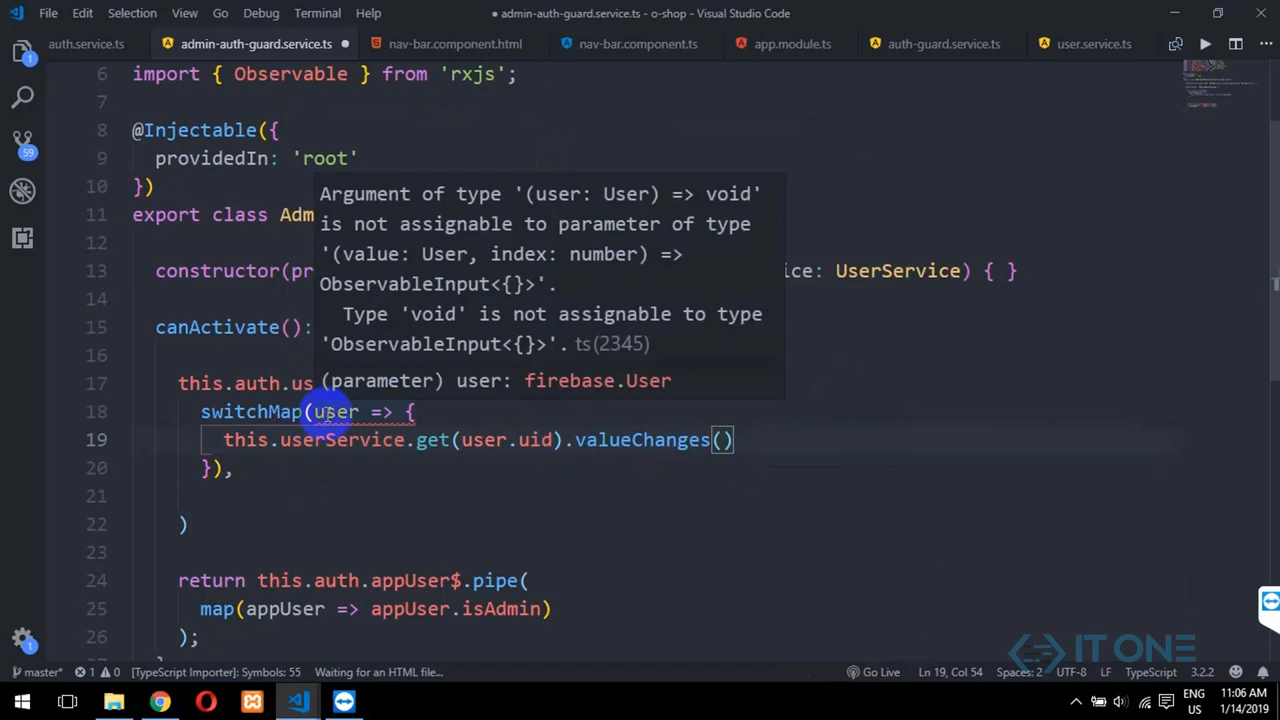 File Edit Selection View Go Debug Terminal Help
● admin-auth-guard.service.ts - o-shop - Visual Studio Code
auth.service.ts admin-auth-guard.service.ts nav-bar.component.html nav-bar.component.ts app.module.ts auth-guard.service.ts user.service.ts
6 import { Observable } from 'rxjs';
7
8 @Injectable({
9 providedIn: 'root'
10 })
11 export class Adm
12
13 constructor(pr ice: UserService) { }
14
15 canActivate():
16
17 this.auth.us
18 switchMap(user => {
19 this.userService.get(user.uid).valueChanges()
20 }),
21
22 )
23
24 return this.auth.appUser$.pipe(
25 map(appUser => appUser.isAdmin)
26 );
Argument of type '(user: User) => void'
is not assignable to parameter of type
'(value: User, index: number) =>
ObservableInput<{}>'.
Type 'void' is not assignable to type
'ObservableInput<{}>'. ts(2345)
(parameter) user: firebase.User
1
59
1
IT ONE
master* 1 0 [TypeScript Importer]: Symbols: 55 Waiting for an HTML file... Go Live Ln 19, Col 54 Spaces: 2 UTF-8 LF TypeScript 3.2.2
ENG
US
11:06 AM
1/14/2019